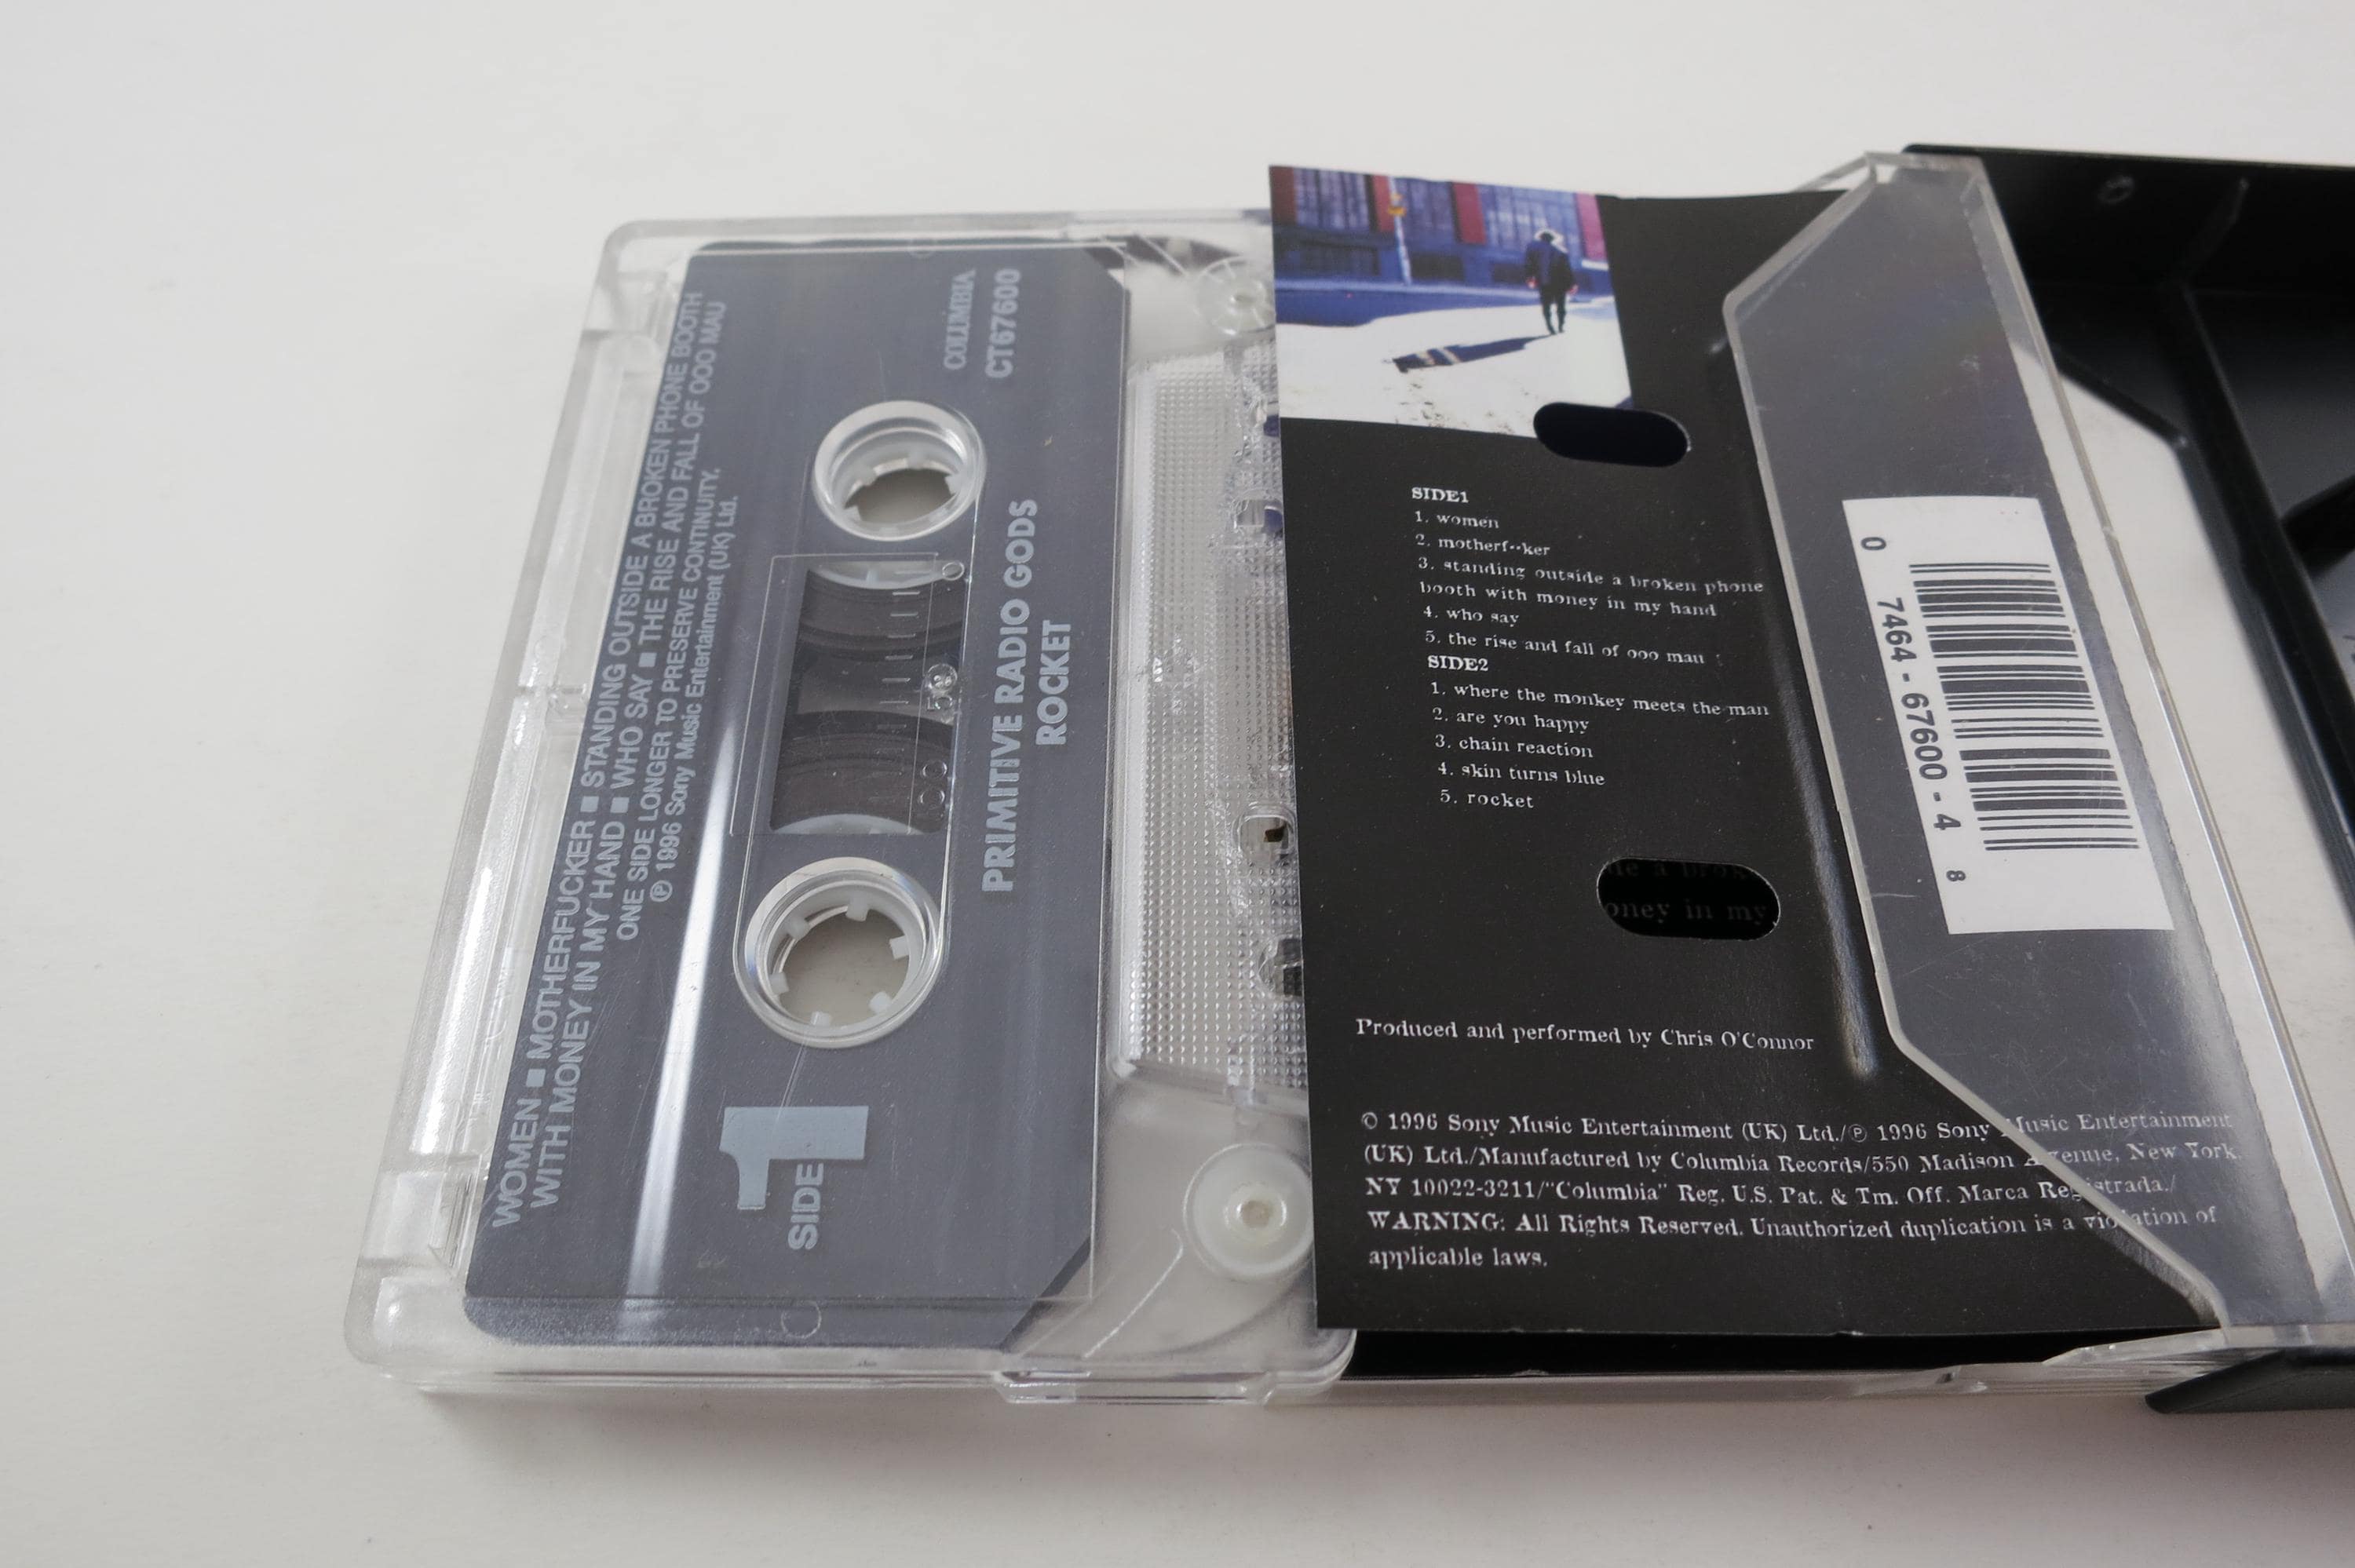 WOMEN ■ MOTHERFUCKER ■ STANDING OUTSIDE A BROKEN PHONE BOOTH
WITH MONEY IN MY HAND ■ WHO SAY ■ THE RISE AND FALL OF OOO MAU
ONE SIDE LONGER TO PRESERVE CONTINUITY.
℗ 1996 Sony Music Entertainment (UK) Ltd.
SIDE 1
COLUMBIA
CT67600
0
50
100
PRIMITIVE RADIO GODS
ROCKET
SIDE1
1. women
2. motherf--ker
3. standing outside a broken phone
booth with money in my hand
4. who say
5. the rise and fall of ooo mau
SIDE2
1. where the monkey meets the man
2. are you happy
3. chain reaction
4. skin turns blue
5. rocket
oney in my
Produced and performed by Chris O'Connor
© 1996 Sony Music Entertainment (UK) Ltd./℗ 1996 Sony Music Entertainment
(UK) Ltd./Manufactured by Columbia Records/550 Madison Avenue, New York,
NY 10022-3211/"Columbia" Reg. U.S. Pat. & Tm. Off. Marca Registrada./
WARNING: All Rights Reserved. Unauthorized duplication is a violation of
applicable laws.
0 7464-67600-4 8